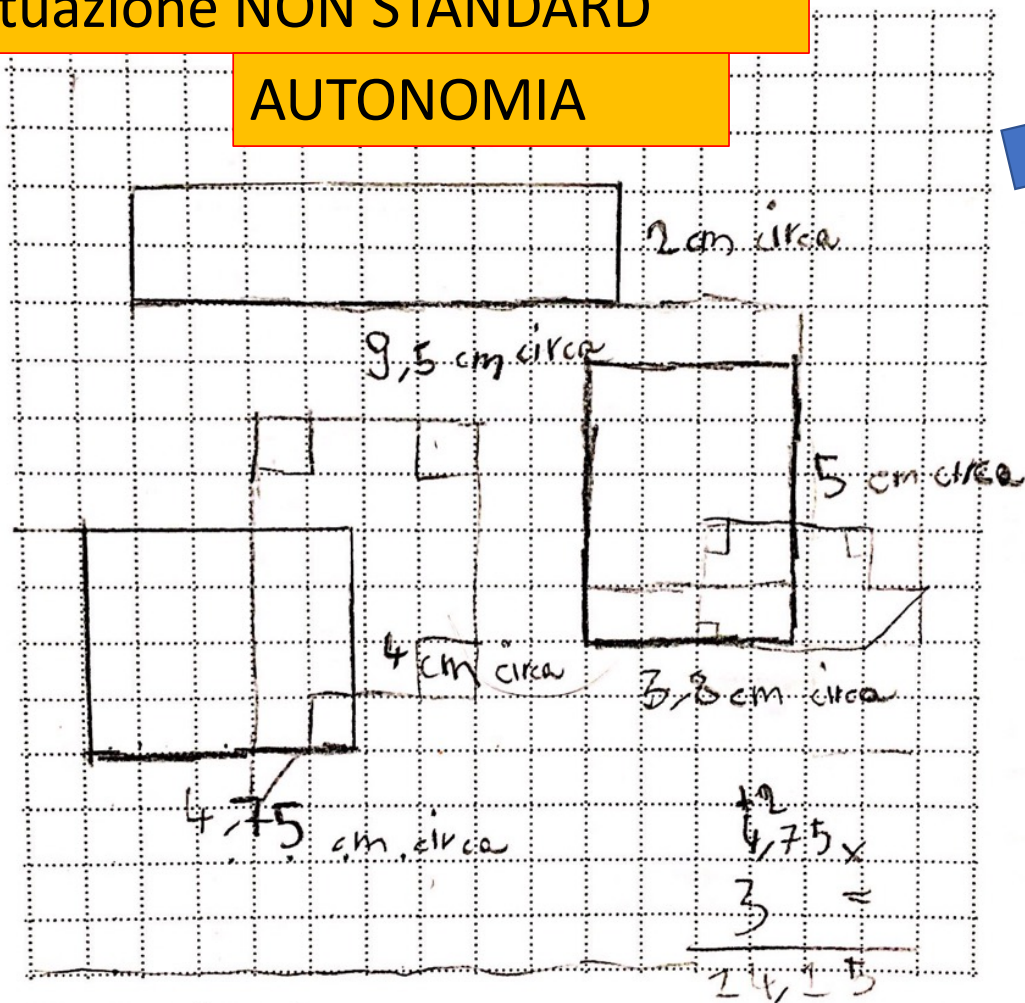 tuazione NON STANDARD
AUTONOMIA
2 cm circa
9,5 cm circa
5 cm circa
4 cm circa
3,8 cm circa
4,75 cm circa
+2
4,75 x
3 =
14,25